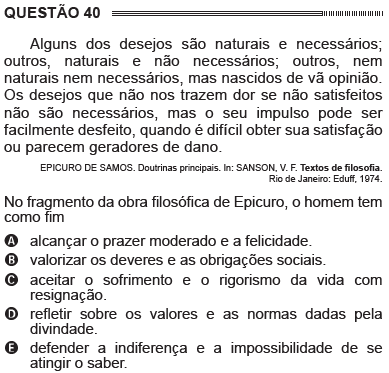 QUESTÃO 40
Alguns dos desejos são naturais e necessários;
outros, naturais e não necessários; outros, nem
naturais nem necessários, mas nascidos de vã opinião.
Os desejos que não nos trazem dor se não satisfeitos
não são necessários, mas o seu impulso pode ser
facilmente desfeito, quando é difícil obter sua satisfação
ou parecem geradores de dano.
EPICURO DE SAMOS. Doutrinas principais. In: SANSON, V. F. Textos de filosofia.
Rio de Janeiro: Eduff, 1974.
No fragmento da obra filosófica de Epicuro, o homem tem
como fim
A alcançar o prazer moderado e a felicidade.
B valorizar os deveres e as obrigações sociais.
C aceitar o sofrimento e o rigorismo da vida com
resignação.
D refletir sobre os valores e as normas dadas pela
divindade.
E defender a indiferença e a impossibilidade de se
atingir o saber.